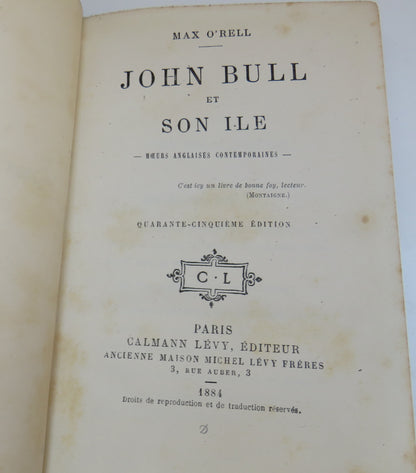 MAX O'RELL
JOHN BULL
ET
SON ILE
— MŒURS ANGLAISES CONTEMPORAINES —
C'est icy un livre de bonne foy, lecteur.
(MONTAIGNE.)
QUARANTE-CINQUIÈME ÉDITION
C · L
PARIS
CALMANN LÉVY, ÉDITEUR
ANCIENNE MAISON MICHEL LÉVY FRÈRES
3, RUE AUBER, 3
1884
Droits de reproduction et de traduction réservés.